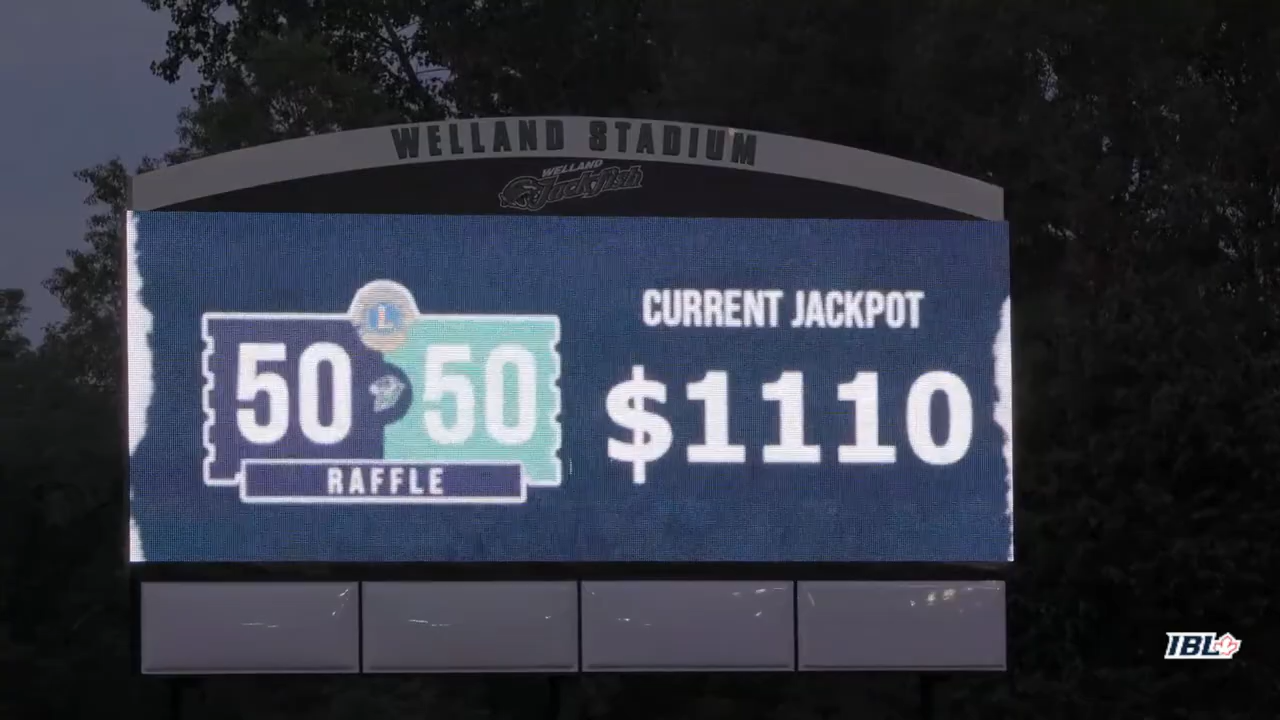 WELLAND STADIUM
WELLAND
Jackfish
CURRENT JACKPOT
L
50 50
$1110
RAFFLE
IBL